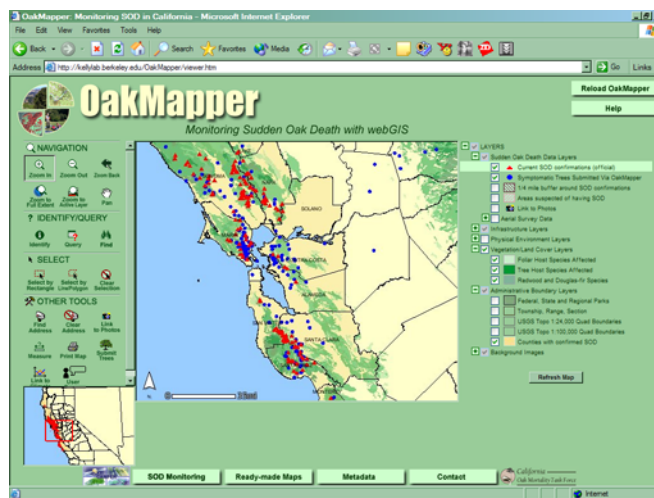 OakMapper: Monitoring SOD in California - Microsoft Internet Explorer
File Edit View Favorites Tools Help
Back Search Favorites Media
Address http://kellylab.berkeley.edu/OakMapper/viewer.htm Go Links
OakMapper
Monitoring Sudden Oak Death with webGIS
Reload OakMapper
Help
NAVIGATION
Zoom In Zoom Out Zoom Back
Zoom to Full Extent Zoom to Active Layer Pan
? IDENTIFY/QUERY
Identify Query Find
SELECT
Select by Rectangle Select by Line/Polygon Clear Selection
OTHER TOOLS
Find Address Clear Address Link to Photos
Measure Print Map Submit Trees
Link to User
SOLANO
ALAMEDA
SANTA CLARA
N
LAYERS
Sudden Oak Death Data Layers
Current SOD confirmations (official)
Symptomatic Trees Submitted Via OakMapper
1/4 mile buffer around SOD confirmations
Areas suspected of having SOD
Link to Photos
Aerial Survey Data
Infrastructure Layers
Physical Environment Layers
Vegetation/Land Cover Layers
Foliar Host Species Affected
Tree Host Species Affected
Redwood and Douglas-fir Species
Administrative Boundary Layers
Federal, State and Regional Parks
Township, Range, Section
USGS Topo 1:24,000 Quad Boundaries
USGS Topo 1:100,000 Quad Boundaries
Counties with confirmed SOD
Background Images
Refresh Map
SOD Monitoring Ready-made Maps Metadata Contact
California
Oak Mortality Task Force
Internet